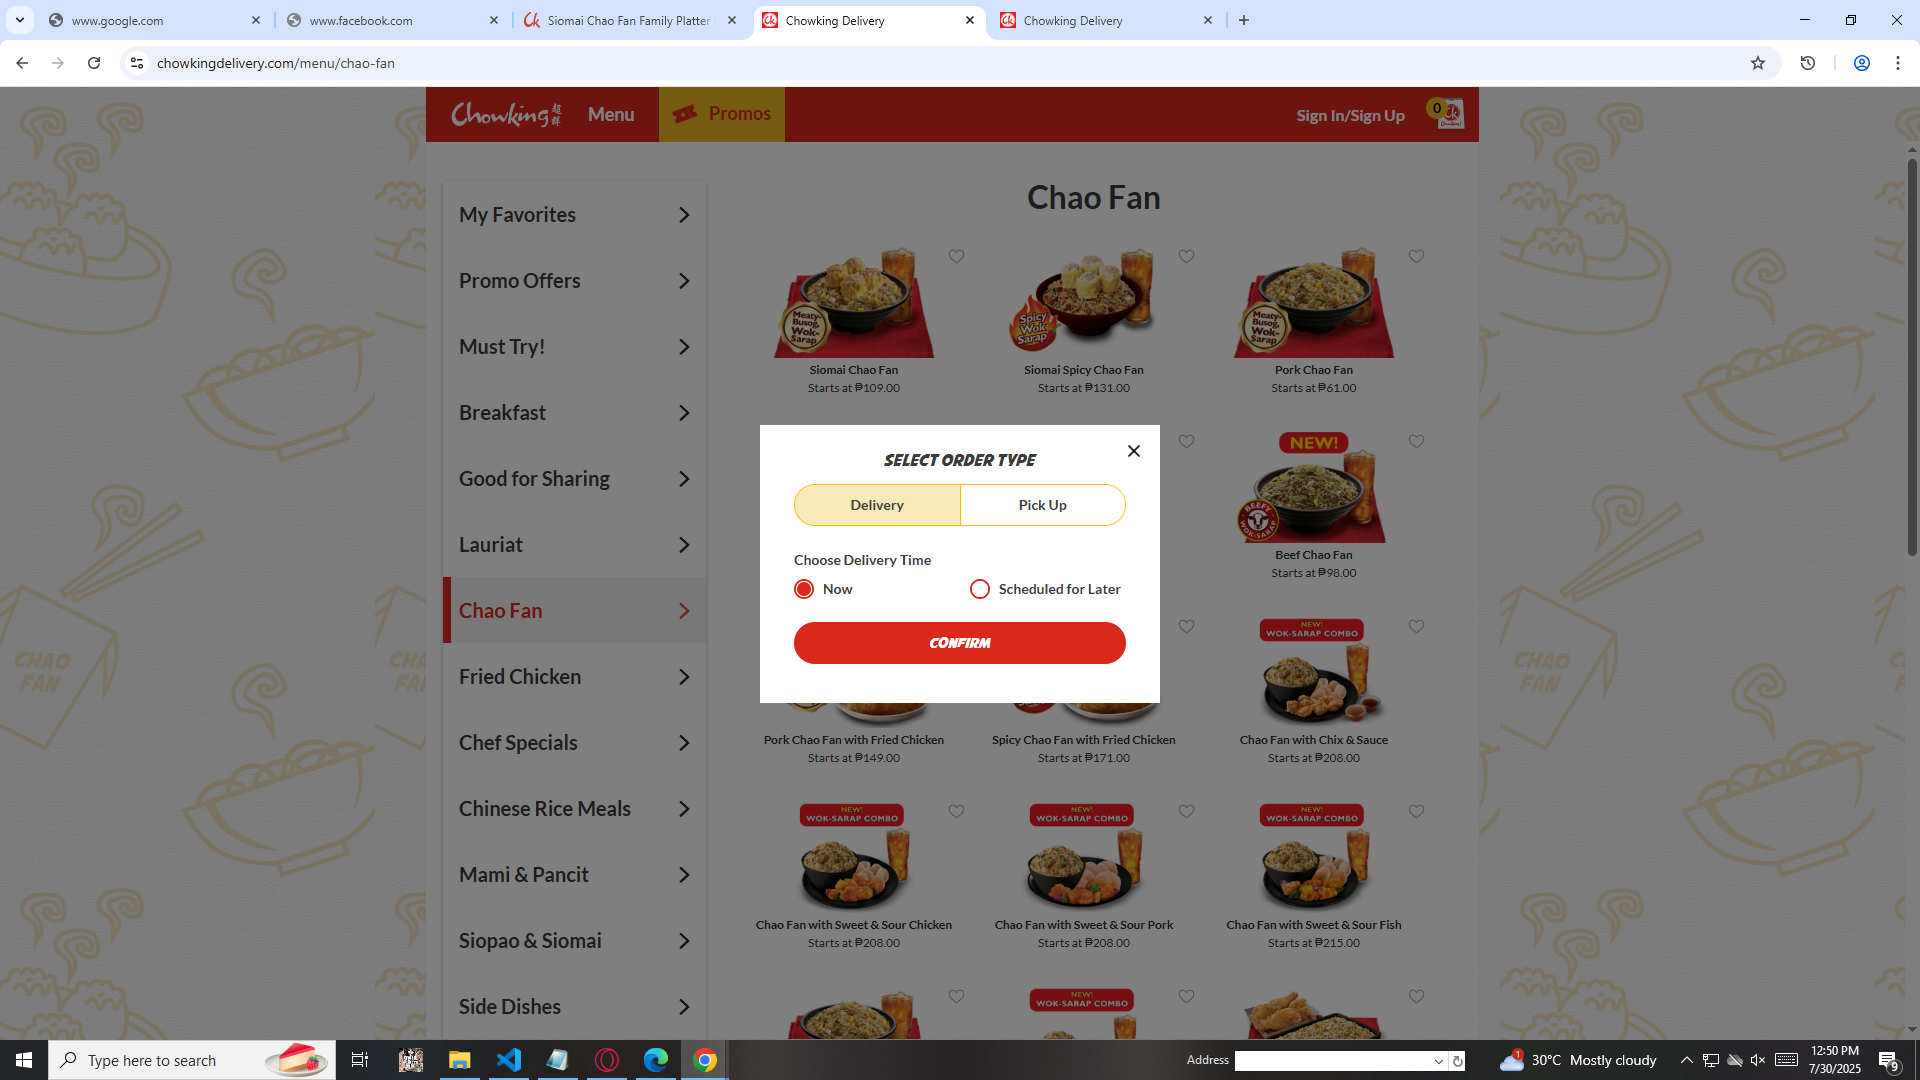 www.google.com
www.facebook.com
Siomai Chao Fan Family Platter
Chowking Delivery
Chowking Delivery
chowkingdelivery.com/menu/chao-fan
Chowking 超群
Menu
Promos
Sign In/Sign Up
0
My Favorites
Promo Offers
Must Try!
Breakfast
Good for Sharing
Lauriat
Chao Fan
Fried Chicken
Chef Specials
Chinese Rice Meals
Mami & Pancit
Siopao & Siomai
Side Dishes
Chao Fan
Meaty-Busog, Wok-Sarap
Siomai Chao Fan
Starts at ₱109.00
Spicy Wok Sarap
Siomai Spicy Chao Fan
Starts at ₱131.00
Meaty-Busog, Wok-Sarap
Pork Chao Fan
Starts at ₱61.00
SELECT ORDER TYPE
Delivery
Pick Up
Choose Delivery Time
Now
Scheduled for Later
CONFIRM
NEW!
BEEFY WOK-SARAP
Beef Chao Fan
Starts at ₱98.00
Pork Chao Fan with Fried Chicken
Starts at ₱149.00
Spicy Chao Fan with Fried Chicken
Starts at ₱171.00
NEW!
WOK-SARAP COMBO
Chao Fan with Chix & Sauce
Starts at ₱208.00
NEW!
WOK-SARAP COMBO
Chao Fan with Sweet & Sour Chicken
Starts at ₱208.00
NEW!
WOK-SARAP COMBO
Chao Fan with Sweet & Sour Pork
Starts at ₱208.00
NEW!
WOK-SARAP COMBO
Chao Fan with Sweet & Sour Fish
Starts at ₱215.00
NEW!
WOK-SARAP COMBO
CHAO FAN
CHAO FAN
Type here to search
Address
1
30°C Mostly cloudy
12:50 PM
7/30/2025
9